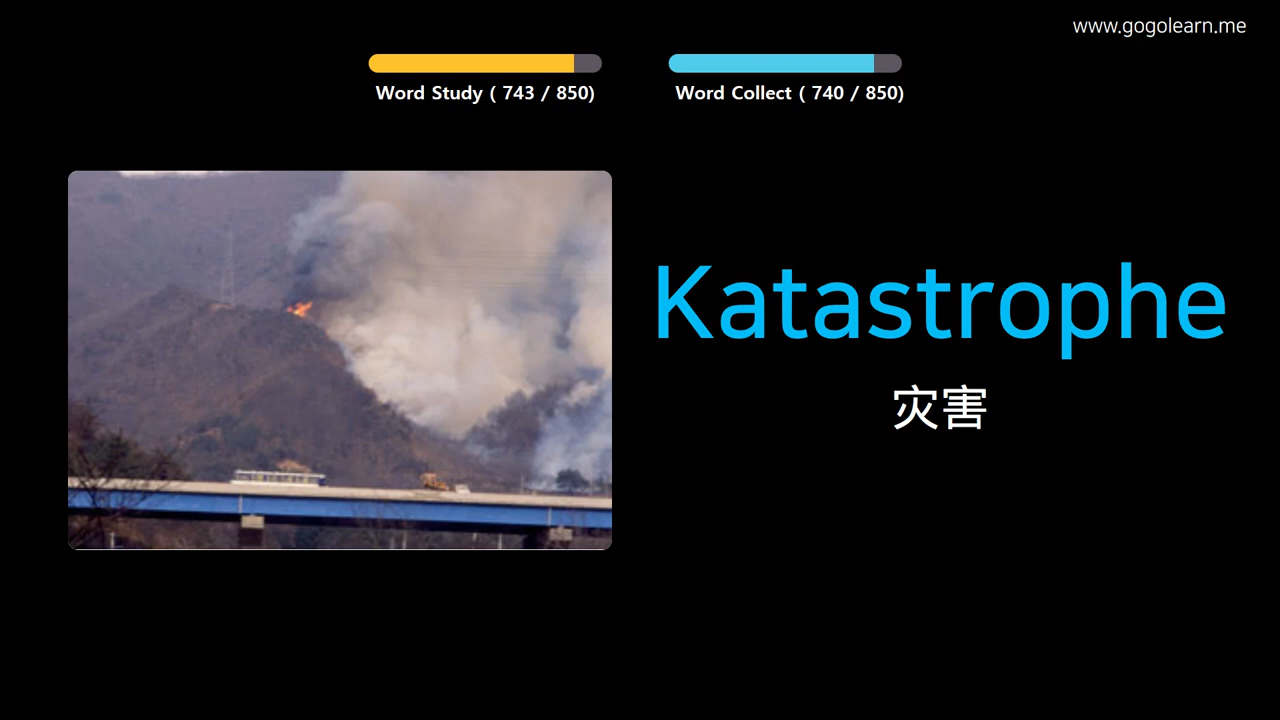 www.gogolearn.me
Word Study ( 743 / 850)
Word Collect ( 740 / 850)
Katastrophe
灾害